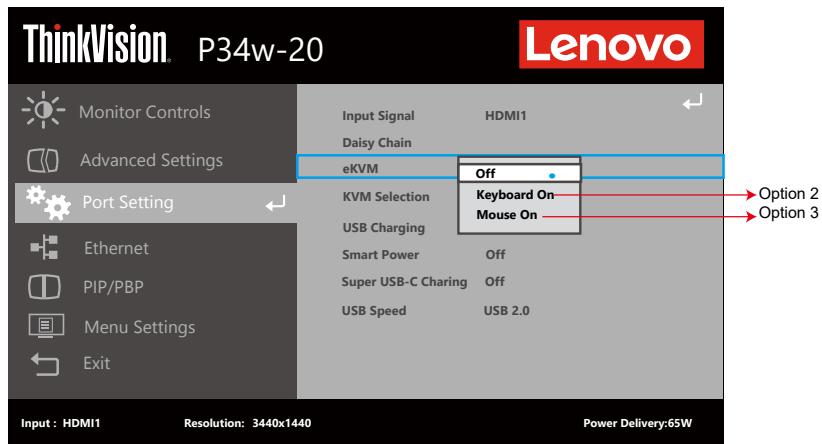 ThinkVision. P34w-20 Lenovo
Monitor Controls
Advanced Settings
Port Setting
Ethernet
PIP/PBP
Menu Settings
Exit
Input Signal HDMI1
Daisy Chain
eKVM Off
KVM Selection Keyboard On Option 2
Mouse On Option 3
USB Charging
Smart Power Off
Super USB-C Charing Off
USB Speed USB 2.0
Input : HDMI1 Resolution: 3440x1440 Power Delivery:65W